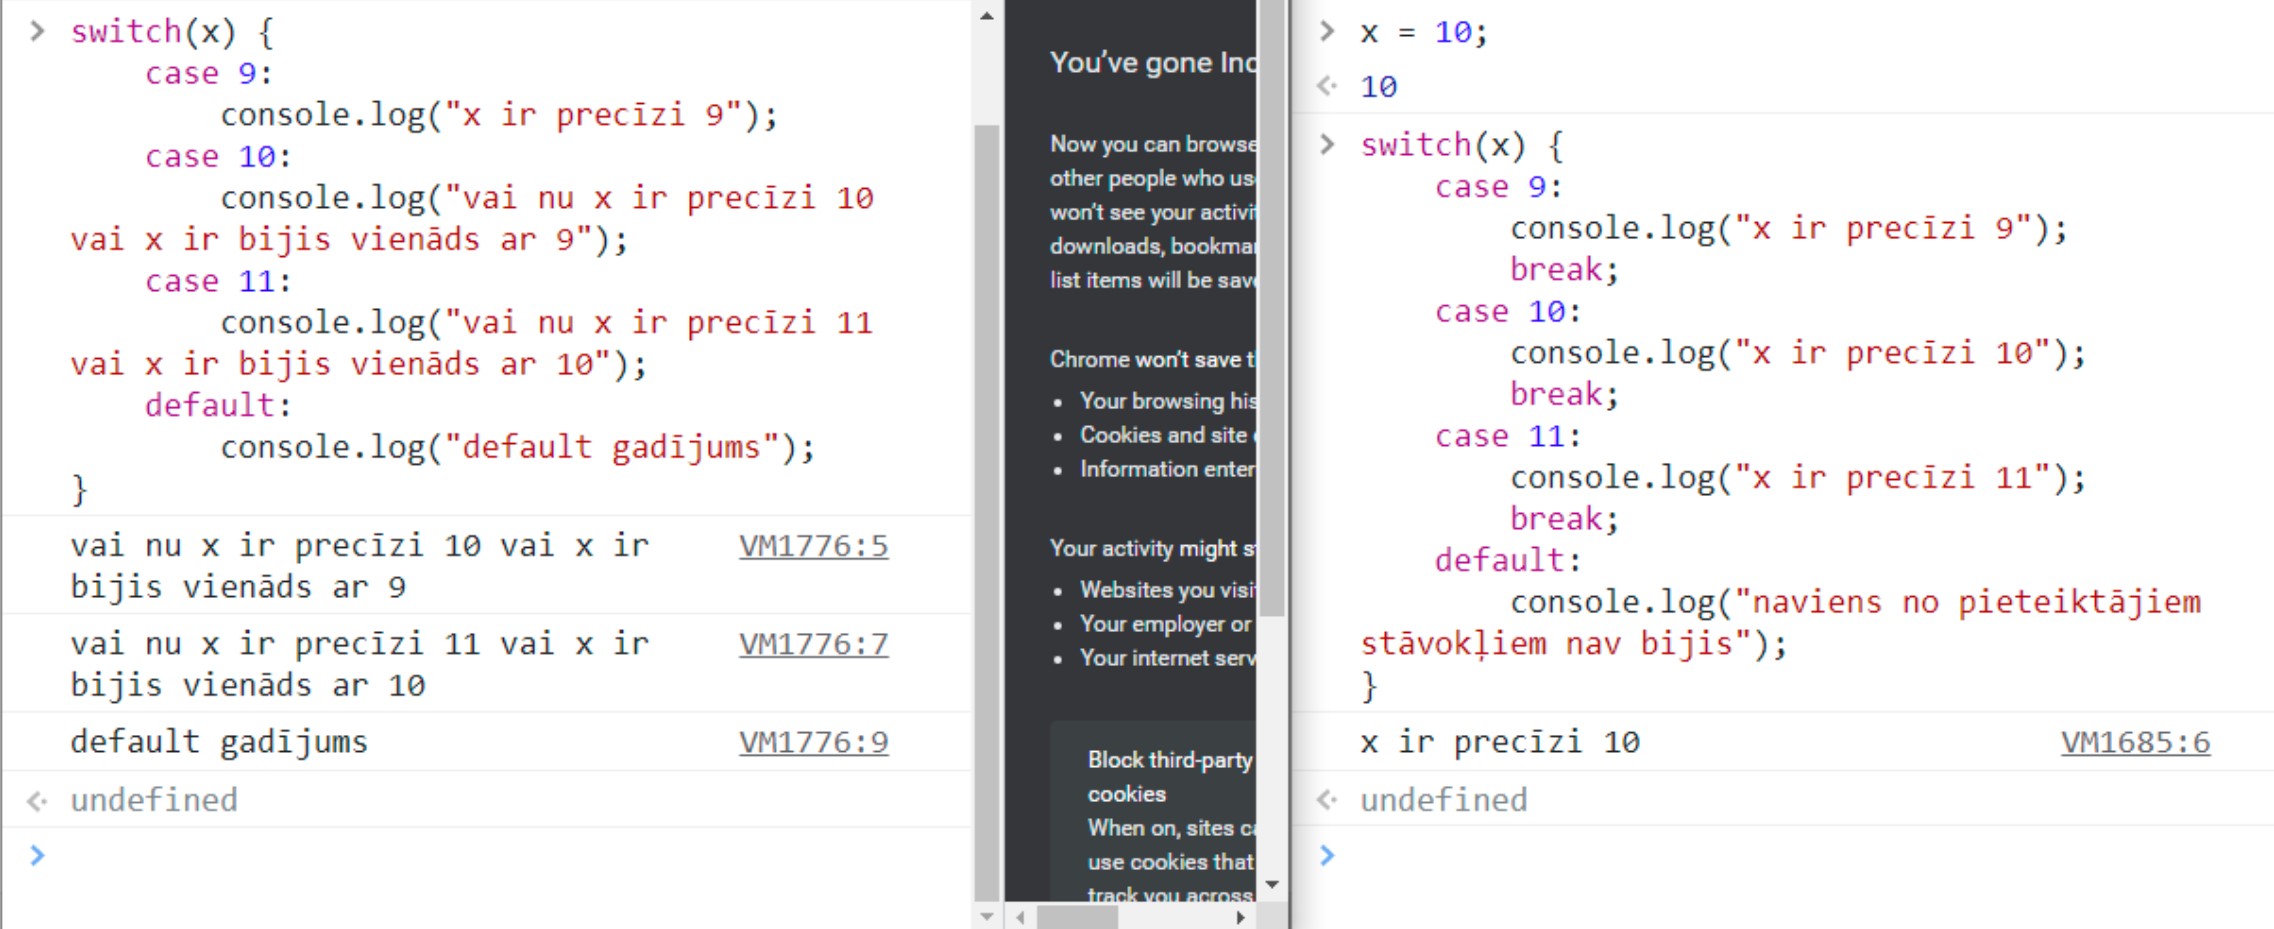 switch(x) {
case 9:
console.log("x ir precīzi 9");
case 10:
console.log("vai nu x ir precīzi 10
vai x ir bijis vienāds ar 9");
case 11:
console.log("vai nu x ir precīzi 11
vai x ir bijis vienāds ar 10");
default:
console.log("default gadījums");
}
vai nu x ir precīzi 10 vai x ir VM1776:5
bijis vienāds ar 9
vai nu x ir precīzi 11 vai x ir VM1776:7
bijis vienāds ar 10
default gadījums VM1776:9
undefined
You've gone Inc
Now you can browse
other people who us
won't see your activi
downloads, bookma
list items will be save
Chrome won't save t
• Your browsing his
• Cookies and site
• Information enter
Your activity might s
• Websites you visi
• Your employer or
• Your internet serv
Block third-party
cookies
When on, sites ca
use cookies that
track you across
x = 10;
10
switch(x) {
case 9:
console.log("x ir precīzi 9");
break;
case 10:
console.log("x ir precīzi 10");
break;
case 11:
console.log("x ir precīzi 11");
break;
default:
console.log("naviens no pieteiktājiem
stāvokļiem nav bijis");
}
x ir precīzi 10 VM1685:6
undefined